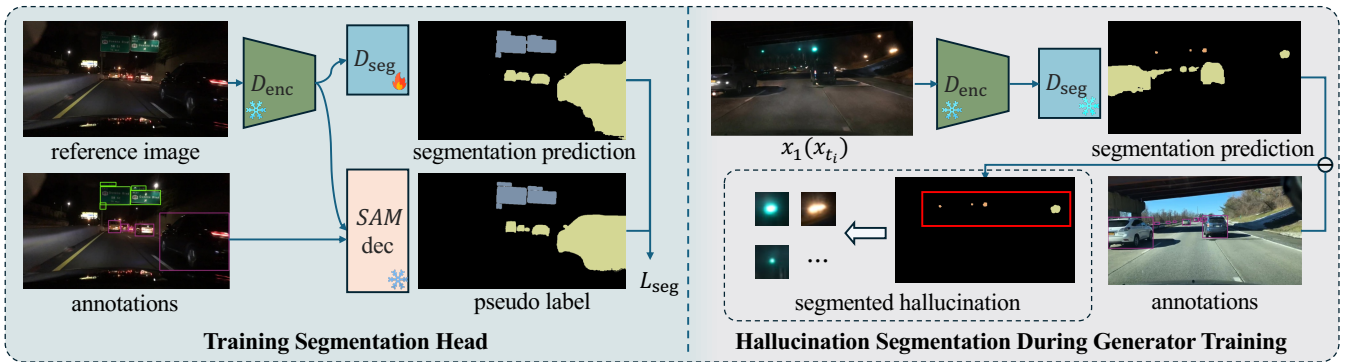 D_enc
D_seg
reference image
segmentation prediction
SAM
dec
annotations
pseudo label
L_seg
Training Segmentation Head
D_enc
D_seg
x_1(x_{t_i})
segmentation prediction
...
segmented hallucination
annotations
Hallucination Segmentation During Generator Training